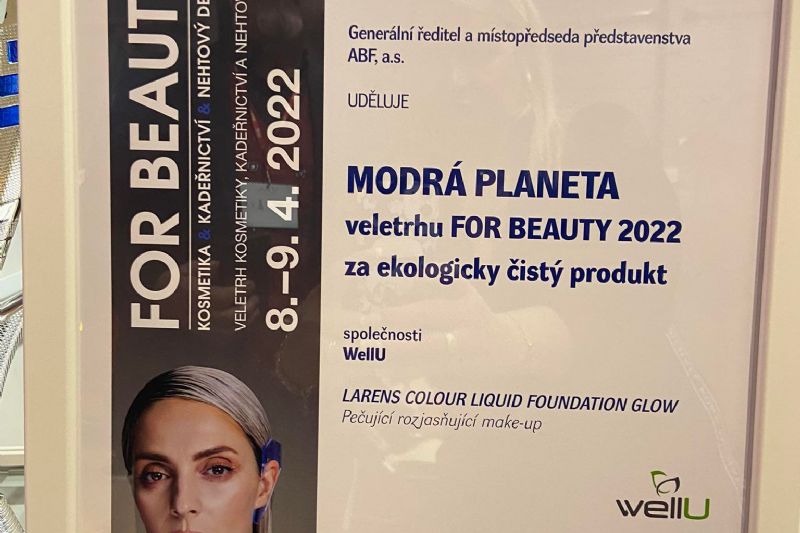 FOR BEAUT
KOSMETIKA & KADEŘNICTVÍ & NEHTOVÝ
VELETRH KOSMETIKY, KADEŘNICTVÍ A
8.–9. 4. 2022
Generální ředitel a místopředseda představenstva
ABF, a.s.
UDĚLUJE
MODRÁ PLANETA
veletrhu FOR BEAUTY 2022
za ekologicky čistý produkt
společnosti
WellU
LARENS COLOUR LIQUID FOUNDATION GLOW
Pečující rozjasňující make-up
wellU